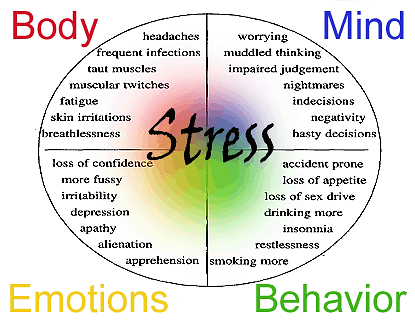 Body
Mind
headaches
frequent infections
taut muscles
muscular twitches
fatigue
skin irritations
breathlessness
worrying
muddled thinking
impaired judgement
nightmares
indecisions
negativity
hasty decisions
Stress
loss of confidence
more fussy
irritability
depression
apathy
alienation
apprehension
accident prone
loss of appetite
loss of sex drive
drinking more
insomnia
restlessness
smoking more
Emotions
Behavior